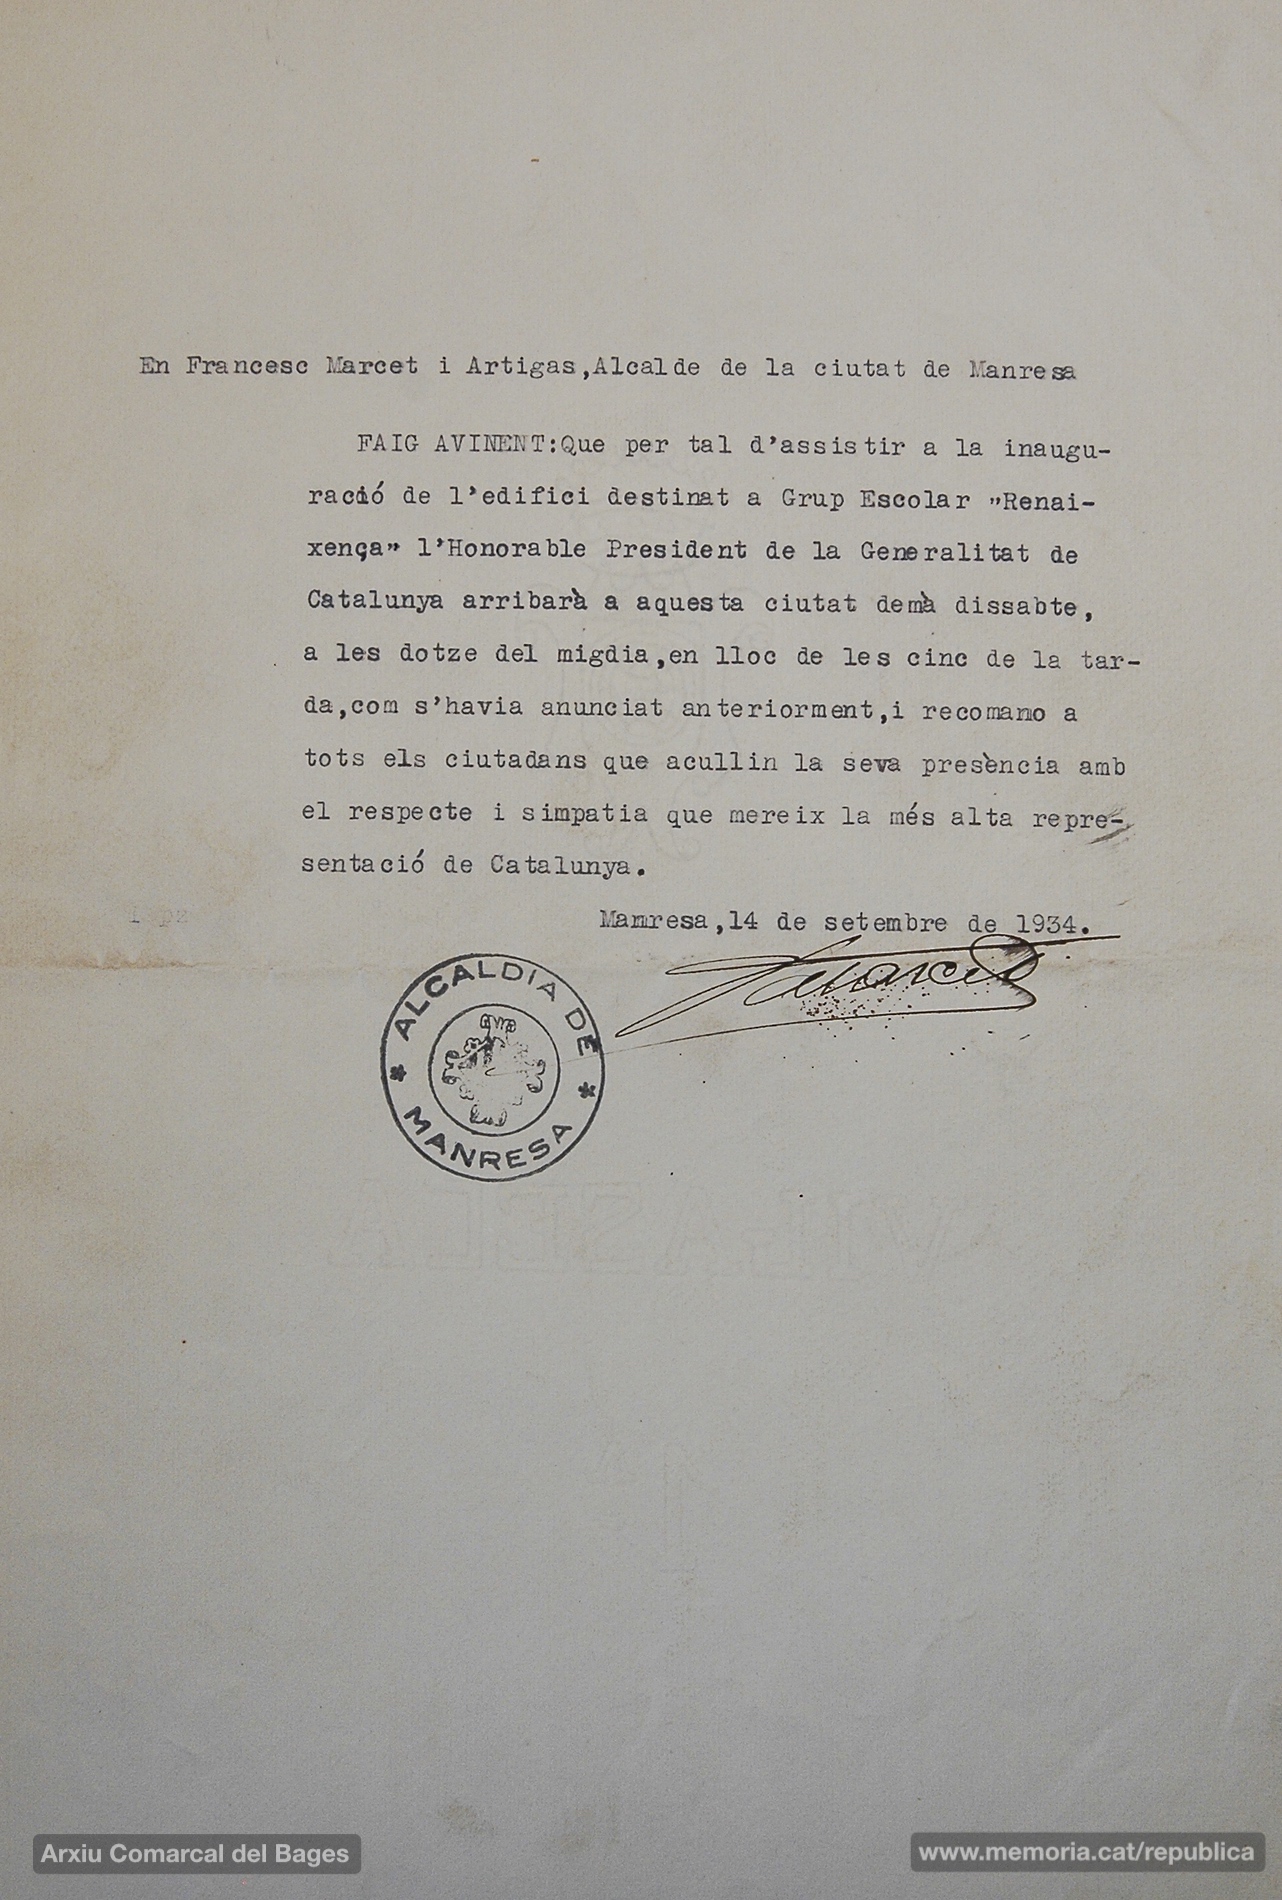 En Francesc Marcet i Artigas,Alcalde de la ciutat de Manresa
FAIG AVINENT:Que per tal d'assistir a la inaugu-
ració de l'edifici destinat a Grup Escolar "Renai-
xença" l'Honorable President de la Generalitat de
Catalunya arribarà a aquesta ciutat demà dissabte,
a les dotze del migdia,en lloc de les cinc de la tar-
da,com s'havia anunciat anteriorment,i recomano a
tots els ciutadans que acullin la seva presència amb
el respecte i simpatia que mereix la més alta repre-
sentació de Catalunya.
Manresa,14 de setembre de 1934.
F Marcet
ALCALDIA DE
* *
MANRESA
Arxiu Comarcal del Bages
www.memoria.cat/republica